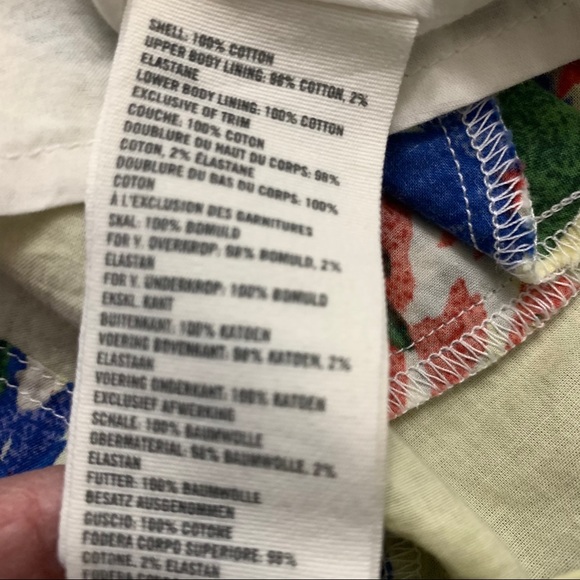 SHELL: 100% COTTON
UPPER BODY LINING: 98% COTTON, 2%
ELASTANE
LOWER BODY LINING: 100% COTTON
EXCLUSIVE OF TRIM
COUCHE: 100% COTON
DOUBLURE DU HAUT DU CORPS: 98%
COTON, 2% ÉLASTANE
DOUBLURE DU BAS DU CORPS: 100%
COTON
À L'EXCLUSION DES GARNITURES
SKAL: 100% BOMULD
FOR V. OVERKROP: 98% BOMULD, 2%
ELASTAN
FOR V. UNDERKROP: 100% BOMULD
EKSKL. KANT
BUITENKANT: 100% KATOEN
VOERING BOVENKANT: 98% KATOEN, 2%
ELASTAAN
VOERING ONDERKANT: 100% KATOEN
EXCLUSIEF AFWERKING
SCHALE: 100% BAUMWOLLE
OBERMATERIAL: 98% BAUMWOLLE, 2%
ELASTAN
FUTTER: 100% BAUMWOLLE
BESATZ AUSGENOMMEN
GUSCIO: 100% COTONE
FODERA CORPO SUPERIORE: 98%
COTONE, 2% ELASTAN
FODERA CORPO